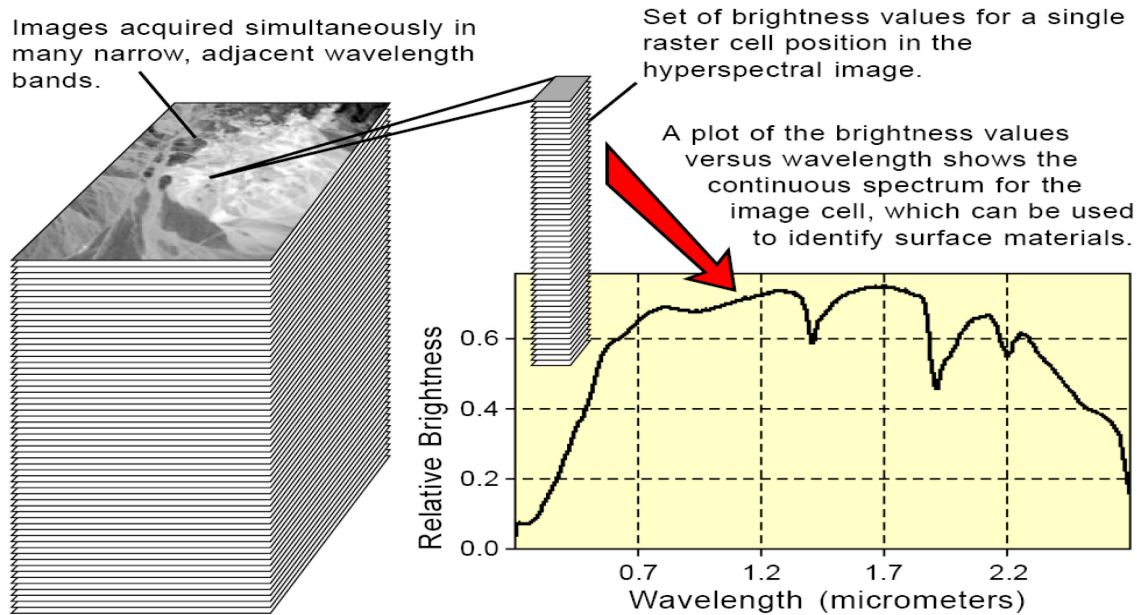 Images acquired simultaneously in
many narrow, adjacent wavelength
bands.
Set of brightness values for a single
raster cell position in the
hyperspectral image.
A plot of the brightness values
versus wavelength shows the
continuous spectrum for the
image cell, which can be used
to identify surface materials.
Relative Brightness
0.6
0.4
0.2
0.0
0.7 1.2 1.7 2.2
Wavelength (micrometers)